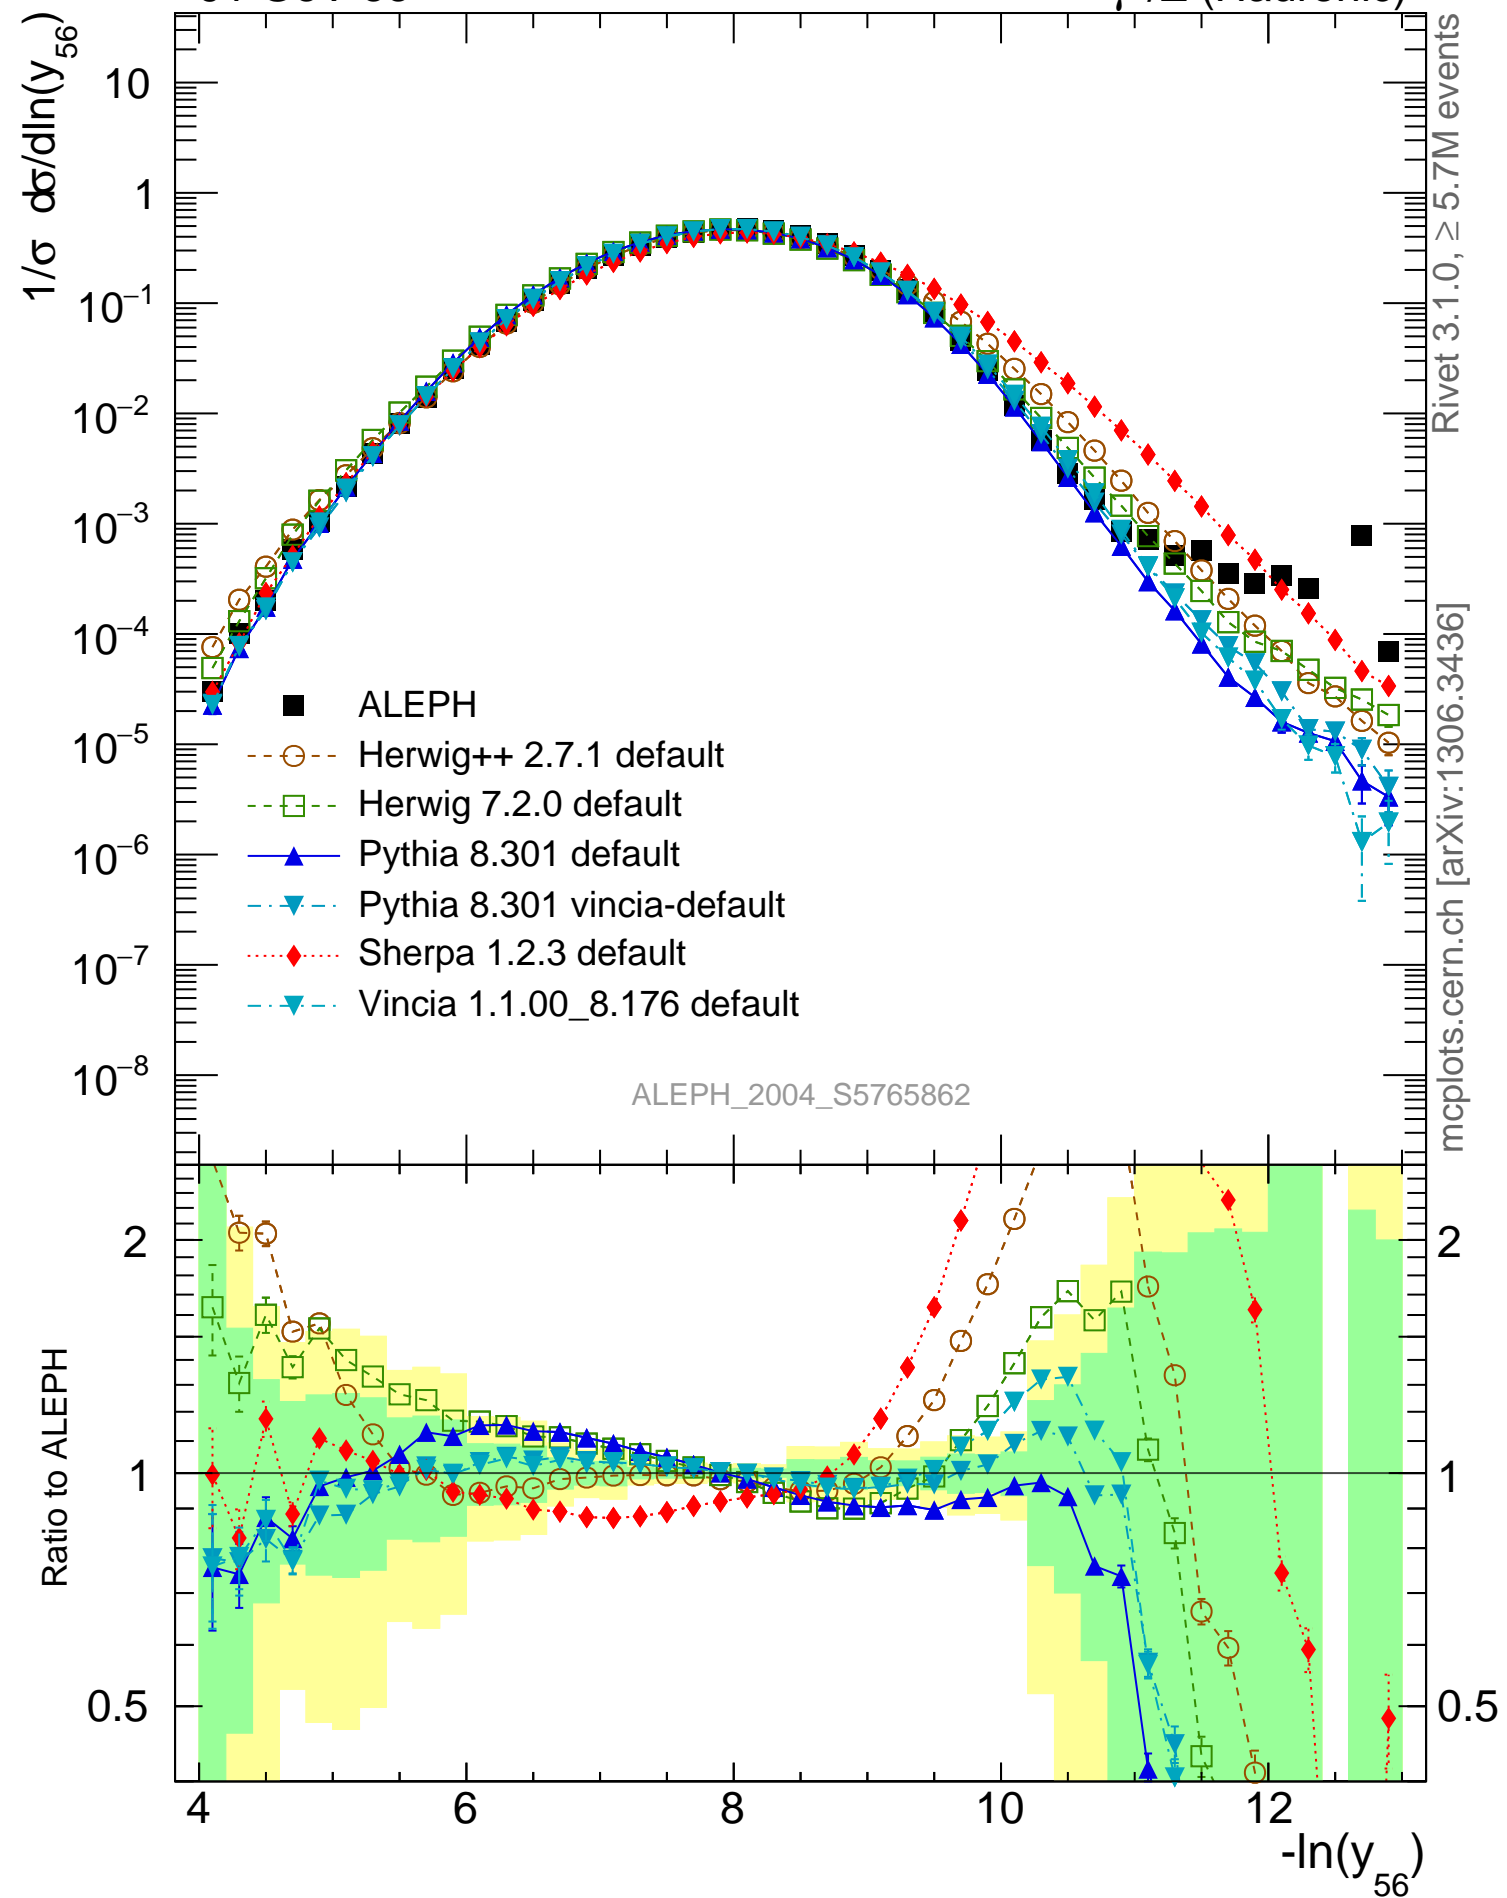 1/σ dσ/dln(y56)
10
1
10−1
10−2
10−3
10−4
10−5
10−6
10−7
10−8
ALEPH
Herwig++ 2.7.1 default
Herwig 7.2.0 default
Pythia 8.301 default
Pythia 8.301 vincia-default
Sherpa 1.2.3 default
Vincia 1.1.00_8.176 default
ALEPH_2004_S5765862
Rivet 3.1.0, ≥ 5.7M events
mcplots.cern.ch [arXiv:1306.3436]
Ratio to ALEPH
2
1
0.5
2
1
0.5
4 6 8 10 12
-ln(y56)